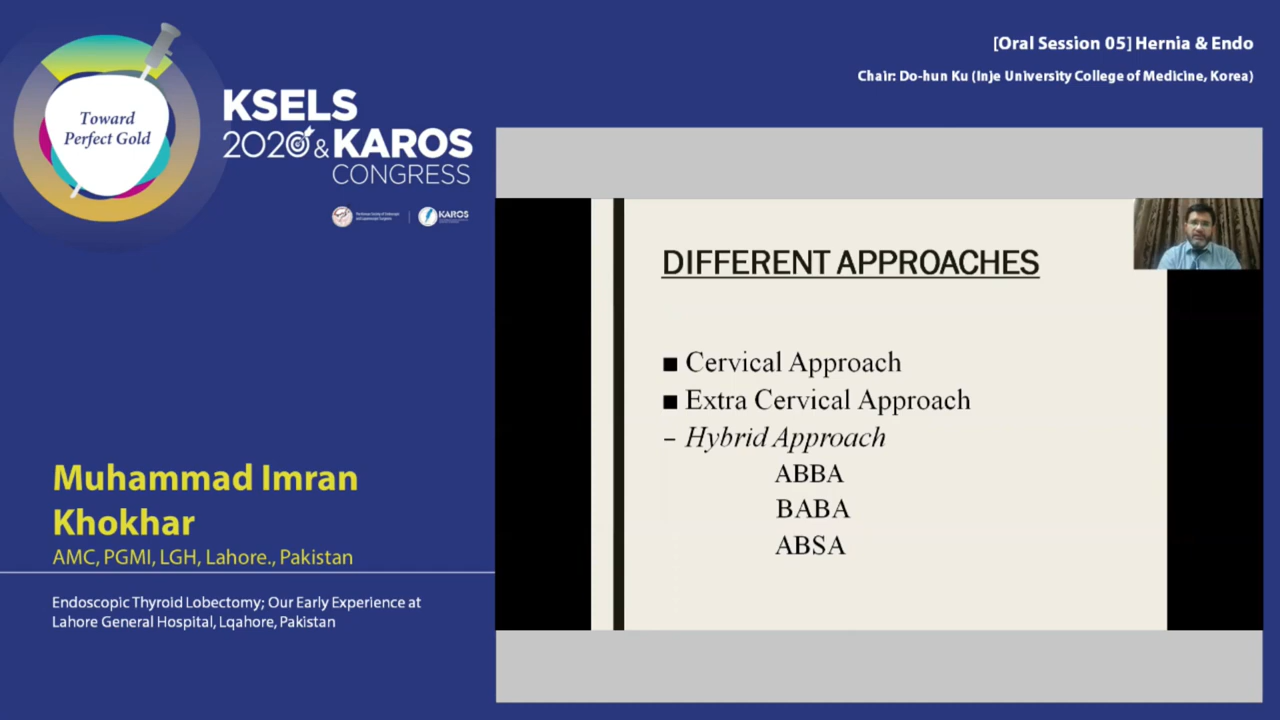 [Oral Session 05] Hernia & Endo
Chair: Do-hun Ku (Inje University College of Medicine, Korea)
Toward
Perfect Gold
KSELS
2020 & KAROS
CONGRESS
KAROS
DIFFERENT APPROACHES
■ Cervical Approach
■ Extra Cervical Approach
– Hybrid Approach
ABBA
BABA
ABSA
Muhammad Imran
Khokhar
AMC, PGMI, LGH, Lahore., Pakistan
Endoscopic Thyroid Lobectomy; Our Early Experience at
Lahore General Hospital, Lqahore, Pakistan